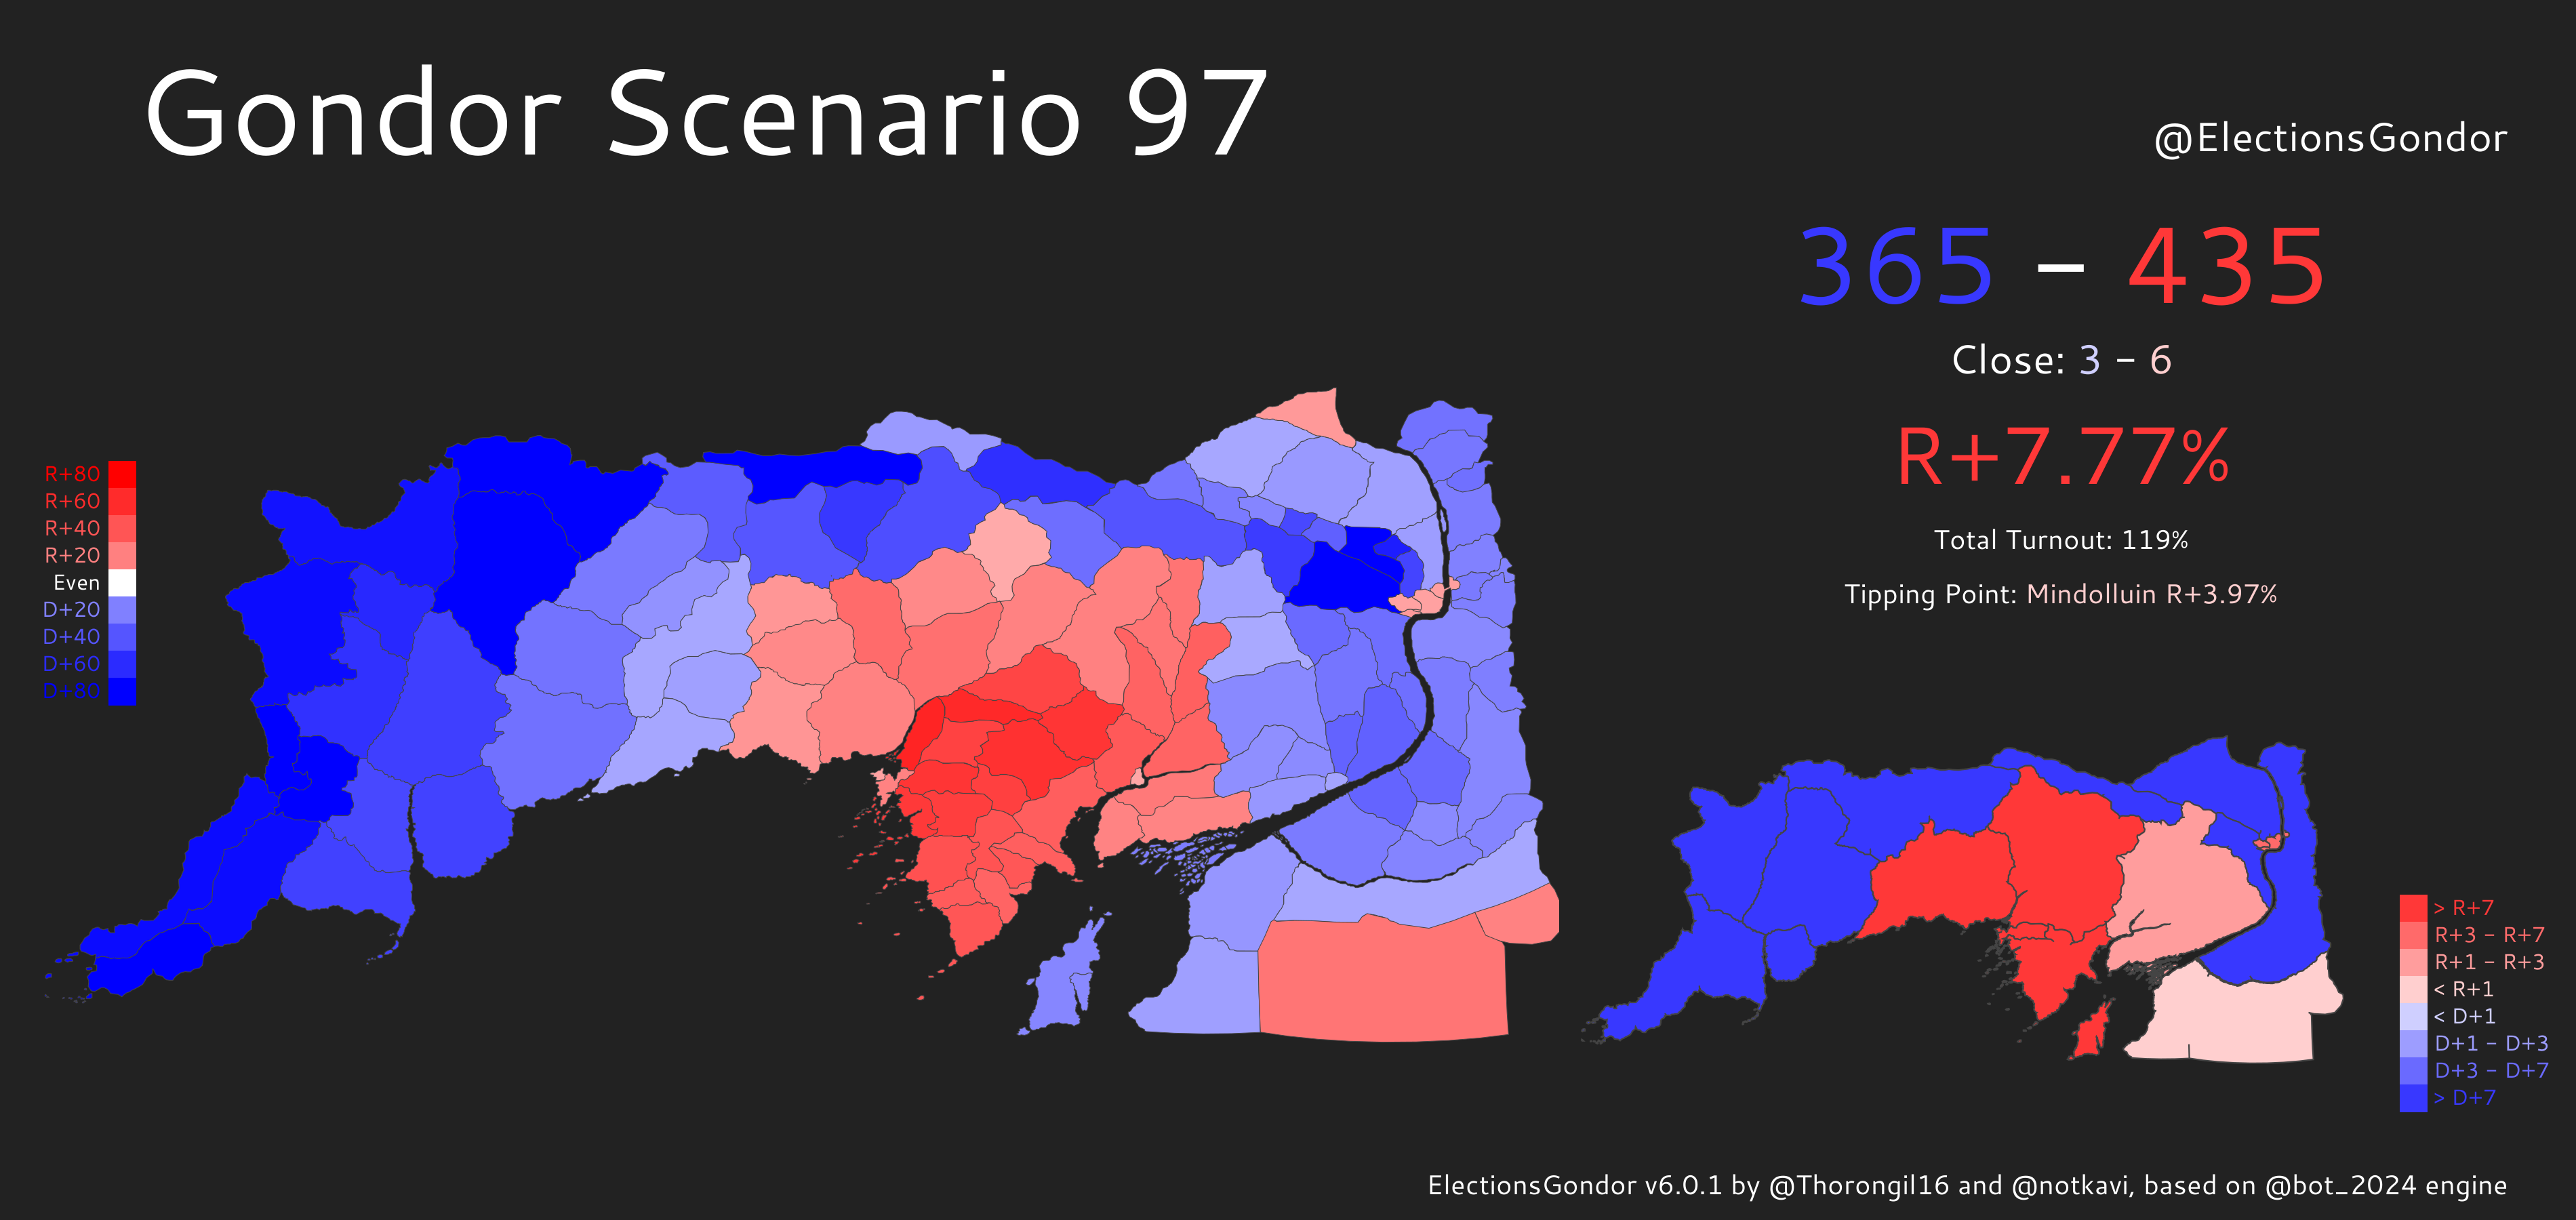 Gondor Scenario 97
@ElectionsGondor
365 – 435
Close: 3 – 6
R+7.77%
Total Turnout: 119%
Tipping Point: Mindolluin R+3.97%
R+80
R+60
R+40
R+20
Even
D+20
D+40
D+60
D+80
> R+7
R+3 – R+7
R+1 – R+3
< R+1
< D+1
D+1 – D+3
D+3 – D+7
> D+7
ElectionsGondor v6.0.1 by @Thorongil16 and @notkavi, based on @bot_2024 engine